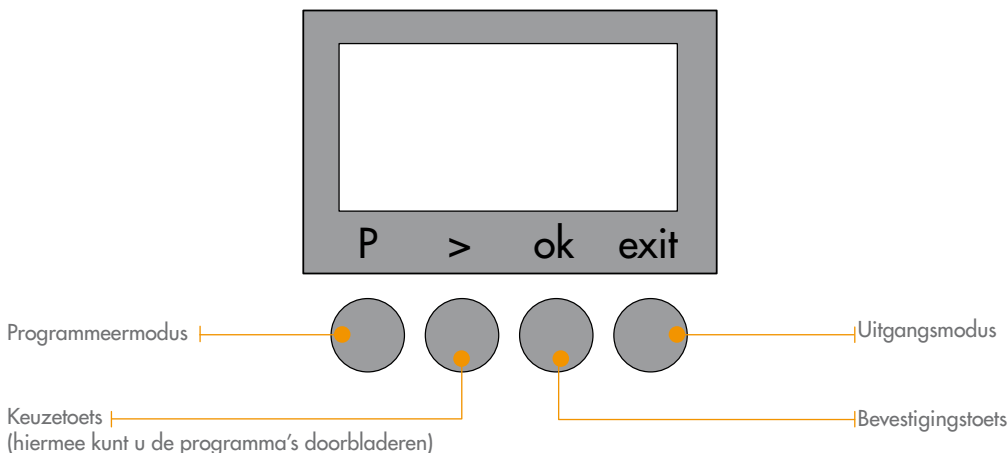 P > ok exit
Programmeermodus
Uitgangsmodus
Keuzetoets
(hiermee kunt u de programma's doorbladeren)
Bevestigingstoets